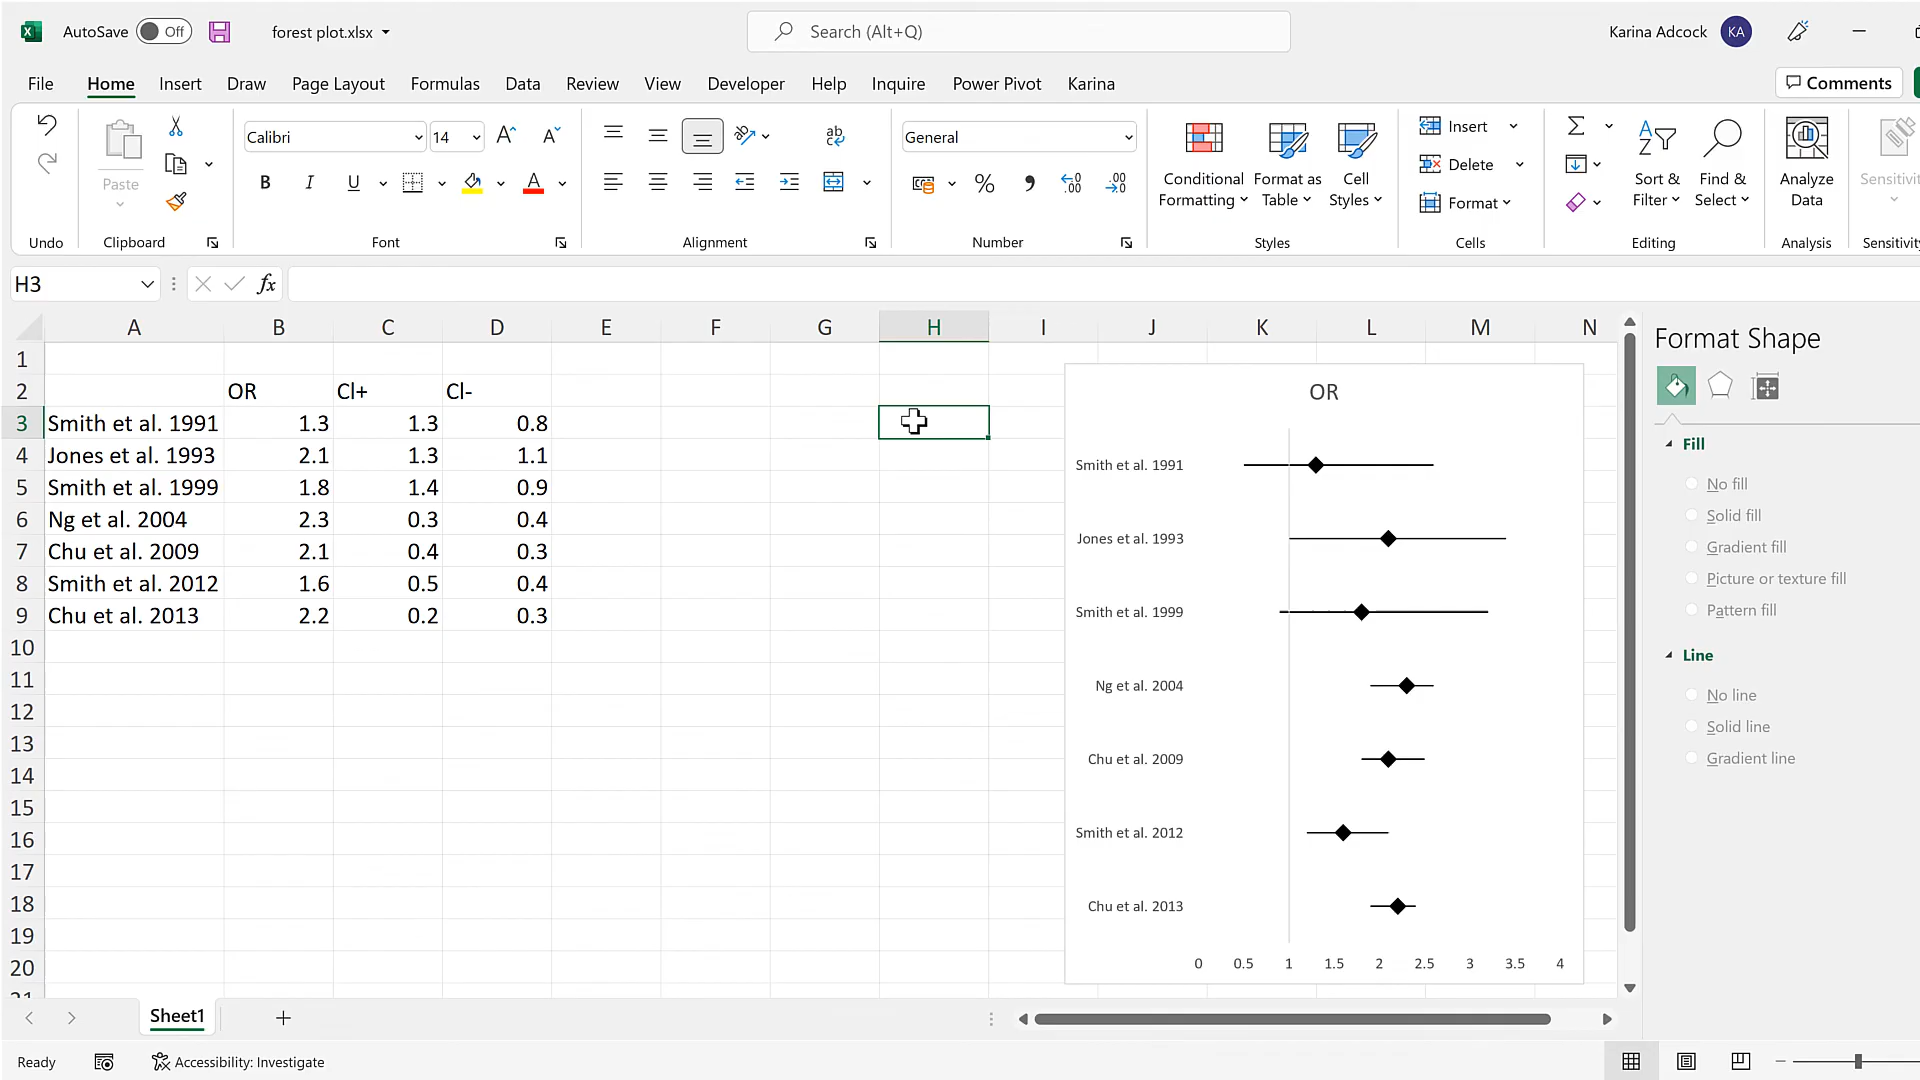 AutoSave Off forest plot.xlsx Search (Alt+Q) Karina Adcock KA
File Home Insert Draw Page Layout Formulas Data Review View Developer Help Inquire Power Pivot Karina Comments
Paste
Undo
Clipboard
Calibri 14
B I U A
Font
ab
Alignment
General
%
Number
Conditional Formatting
Format as Table
Cell Styles
Styles
Insert
Delete
Format
Cells
Sort & Filter
Find & Select
Editing
Analyze Data
Analysis
Sensitivit
Sensitivity
H3 fx
A B C D E F G H I J K L M N
1
2 OR CI+ CI-
3 Smith et al. 1991 1.3 1.3 0.8
4 Jones et al. 1993 2.1 1.3 1.1
5 Smith et al. 1999 1.8 1.4 0.9
6 Ng et al. 2004 2.3 0.3 0.4
7 Chu et al. 2009 2.1 0.4 0.3
8 Smith et al. 2012 1.6 0.5 0.4
9 Chu et al. 2013 2.2 0.2 0.3
10
11
12
13
14
15
16
17
18
19
20
21
OR
Smith et al. 1991
Jones et al. 1993
Smith et al. 1999
Ng et al. 2004
Chu et al. 2009
Smith et al. 2012
Chu et al. 2013
0 0.5 1 1.5 2 2.5 3 3.5 4
Format Shape
Fill
No fill
Solid fill
Gradient fill
Picture or texture fill
Pattern fill
Line
No line
Solid line
Gradient line
Sheet1
Ready Accessibility: Investigate